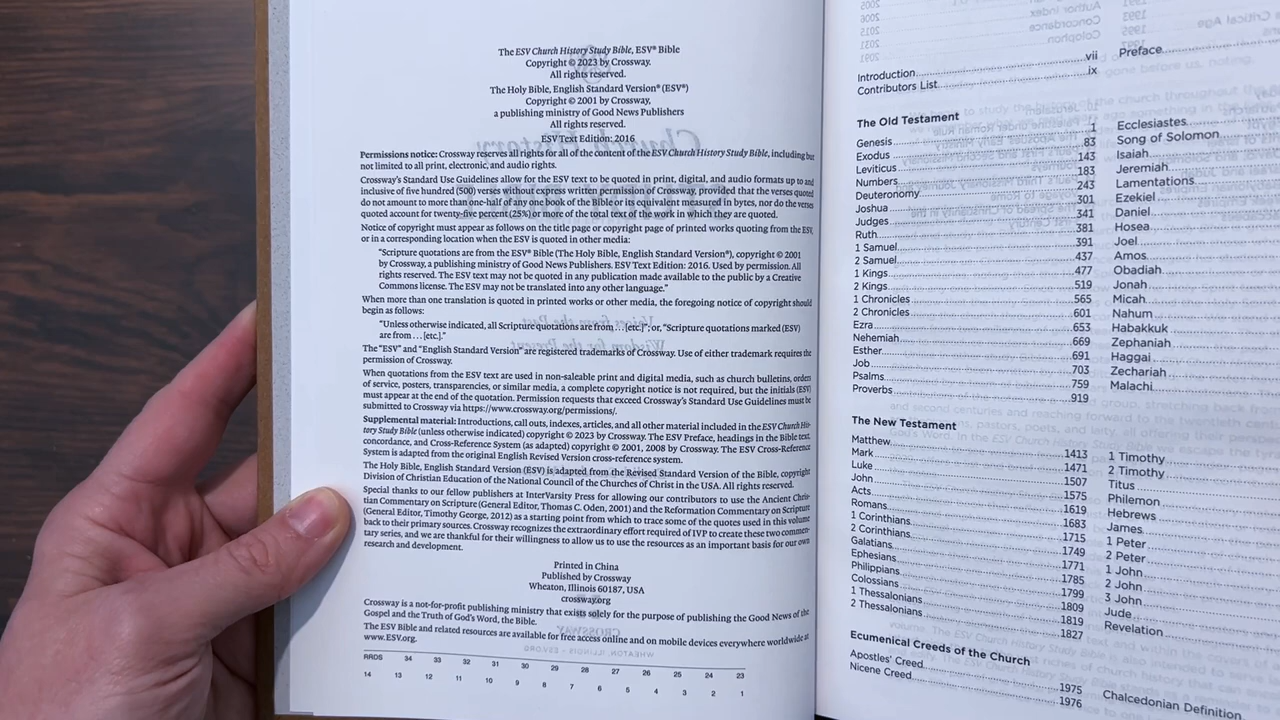 The ESV Church History Study Bible, ESV® Bible
Copyright © 2023 by Crossway.
All rights reserved.
The Holy Bible, English Standard Version® (ESV®)
Copyright © 2001 by Crossway,
a publishing ministry of Good News Publishers
All rights reserved.
ESV Text Edition: 2016
Permissions notice: Crossway reserves all rights for all of the content of the ESV Church History Study Bible, including but
not limited to all print, electronic, and audio rights.
Crossway's Standard Use Guidelines allow for the ESV text to be quoted in print, digital, and audio formats up to and
inclusive of five hundred (500) verses without express written permission of Crossway, provided that the verses quoted
do not amount to more than one-half of any one book of the Bible or its equivalent measured in bytes, nor do the verses
quoted account for twenty-five percent (25%) or more of the total text of the work in which they are quoted.
Notice of copyright must appear as follows on the title page or copyright page of printed works quoting from the ESV,
or in a corresponding location when the ESV is quoted in other media:
"Scripture quotations are from the ESV® Bible (The Holy Bible, English Standard Version®), copyright © 2001
by Crossway, a publishing ministry of Good News Publishers. ESV Text Edition: 2016. Used by permission. All
rights reserved. The ESV text may not be quoted in any publication made available to the public by a Creative
Commons license. The ESV may not be translated into any other language."
When more than one translation is quoted in printed works or other media, the foregoing notice of copyright should
begin as follows:
"Unless otherwise indicated, all Scripture quotations are from . . . [etc.]"; or, "Scripture quotations marked (ESV)
are from . . . [etc.]."
The "ESV" and "English Standard Version" are registered trademarks of Crossway. Use of either trademark requires the
permission of Crossway.
When quotations from the ESV text are used in non-saleable print and digital media, such as church bulletins, orders
of service, posters, transparencies, or similar media, a complete copyright notice is not required, but the initials (ESV)
must appear at the end of the quotation. Permission requests that exceed Crossway's Standard Use Guidelines must be
submitted to Crossway via https://www.crossway.org/permissions/.
Supplemental material: Introductions, call outs, indexes, articles, and all other material included in the ESV Church His-
tory Study Bible (unless otherwise indicated) copyright © 2023 by Crossway. The ESV Preface, headings in the Bible text,
concordance, and Cross-Reference System (as adapted) copyright © 2001, 2008 by Crossway. The ESV Cross-Reference
System is adapted from the original English Revised Version cross-reference system.
The Holy Bible, English Standard Version (ESV) is adapted from the Revised Standard Version of the Bible, copyright
Division of Christian Education of the National Council of the Churches of Christ in the USA. All rights reserved.
Special thanks to our fellow publishers at InterVarsity Press for allowing our contributors to use the Ancient Chris-
tian Commentary on Scripture (General Editor, Thomas C. Oden, 2001) and the Reformation Commentary on Scripture
(General Editor, Timothy George, 2012) as a starting point from which to trace some of the quotes used in this volume
back to their primary sources. Crossway recognizes the extraordinary effort required of IVP to create these two commen-
tary series, and we are thankful for their willingness to allow us to use the resources as an important basis for our own
research and development.
Printed in China
Published by Crossway
Wheaton, Illinois 60187, USA
crossway.org
Crossway is a not-for-profit publishing ministry that exists solely for the purpose of publishing the Good News of the
Gospel and the Truth of God's Word, the Bible.
The ESV Bible and related resources are available for free access online and on mobile devices everywhere worldwide at
www.ESV.org.
RRDS 34 33 32 31 30 29 28 27 26 25 24 23
14 13 12 11 10 9 8 7 6 5 4 3 2 1
Introduction vii
Contributors List ix
Preface
The Old Testament
Genesis 1
Exodus 83
Leviticus 143
Numbers 183
Deuteronomy 243
Joshua 301
Judges 341
Ruth 381
1 Samuel 391
2 Samuel 437
1 Kings 477
2 Kings 519
1 Chronicles 565
2 Chronicles 601
Ezra 653
Nehemiah 669
Esther 691
Job 703
Psalms 759
Proverbs 919
Ecclesiastes
Song of Solomon
Isaiah
Jeremiah
Lamentations
Ezekiel
Daniel
Hosea
Joel
Amos
Obadiah
Jonah
Micah
Nahum
Habakkuk
Zephaniah
Haggai
Zechariah
Malachi
The New Testament
Matthew 1413
Mark 1471
Luke 1507
John 1575
Acts 1619
Romans 1683
1 Corinthians 1715
2 Corinthians 1749
Galatians 1771
Ephesians 1785
Philippians 1799
Colossians 1809
1 Thessalonians 1819
2 Thessalonians 1827
1 Timothy
2 Timothy
Titus
Philemon
Hebrews
James
1 Peter
2 Peter
1 John
2 John
3 John
Jude
Revelation
Ecumenical Creeds of the Church
Apostles' Creed 1975
Nicene Creed 1976
Chalcedonian Definition